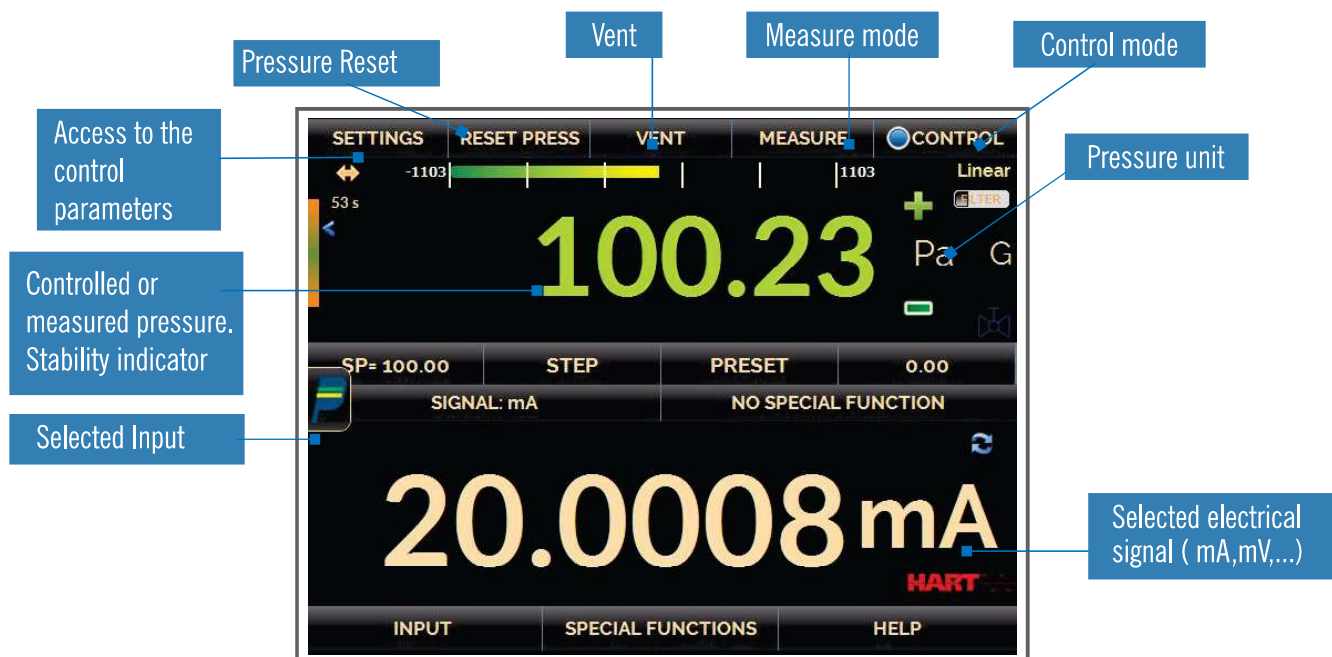 Vent
Measure mode
Control mode
Pressure Reset
Access to the
control
parameters
Pressure unit
Controlled or
measured pressure.
Stability indicator
Selected Input
Selected electrical
signal ( mA,mV,...)
SETTINGS RESET PRESS VENT MEASURE CONTROL
-1103 1103 Linear
53 s
<
100.23 Pa G
SP= 100.00 STEP PRESET 0.00
SIGNAL: mA NO SPECIAL FUNCTION
20.0008 mA
HART
INPUT SPECIAL FUNCTIONS HELP